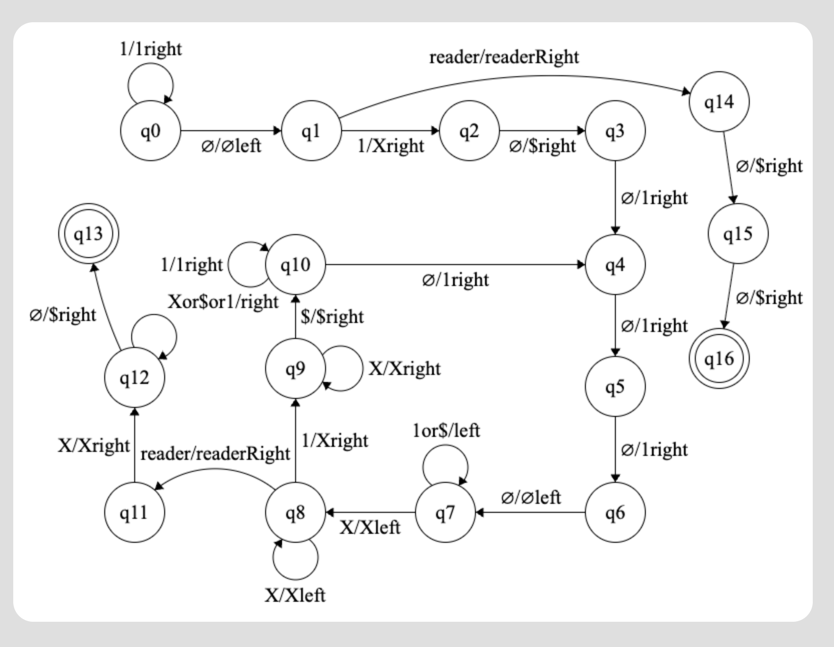 1/1right
reader/readerRight
q0
q1
q2
q3
q14
∅/∅left
1/Xright
∅/$right
∅/$right
∅/1right
q13
q15
1/1right
q10
q4
∅/1right
Xor$or1/right
∅/$right
∅/$right
$/$right
∅/1right
q16
q12
q9
X/Xright
q5
1or$/left
X/Xright
reader/readerRight
1/Xright
∅/1right
∅/∅left
q11
q8
q7
q6
X/Xleft
X/Xleft